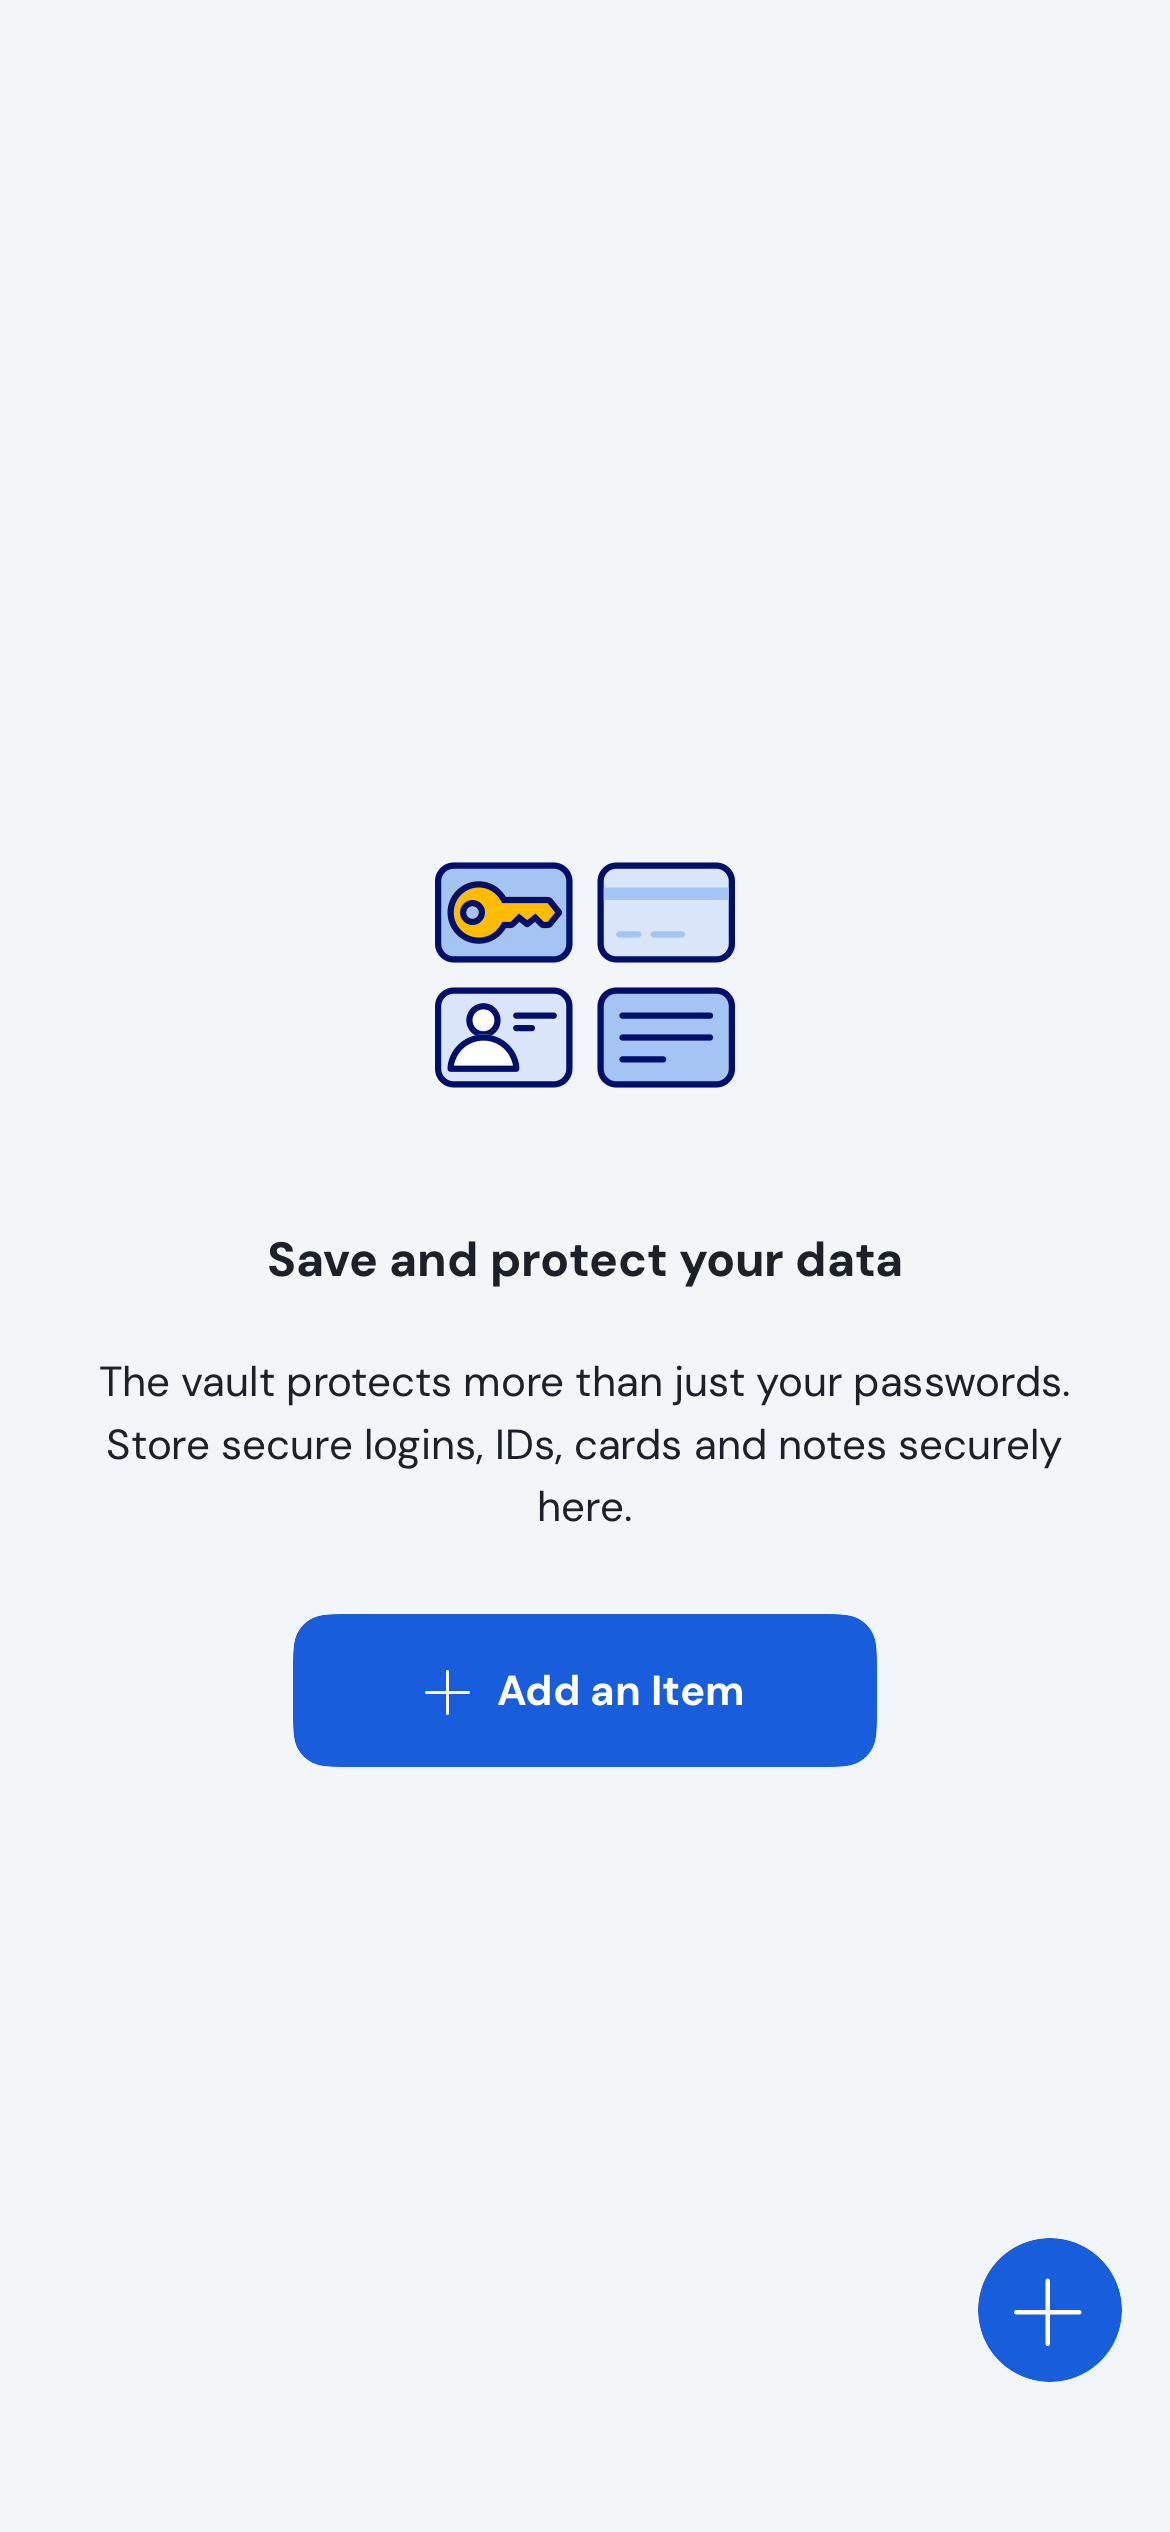 Save and protect your data
The vault protects more than just your passwords.
Store secure logins, IDs, cards and notes securely
here.
Add an Item